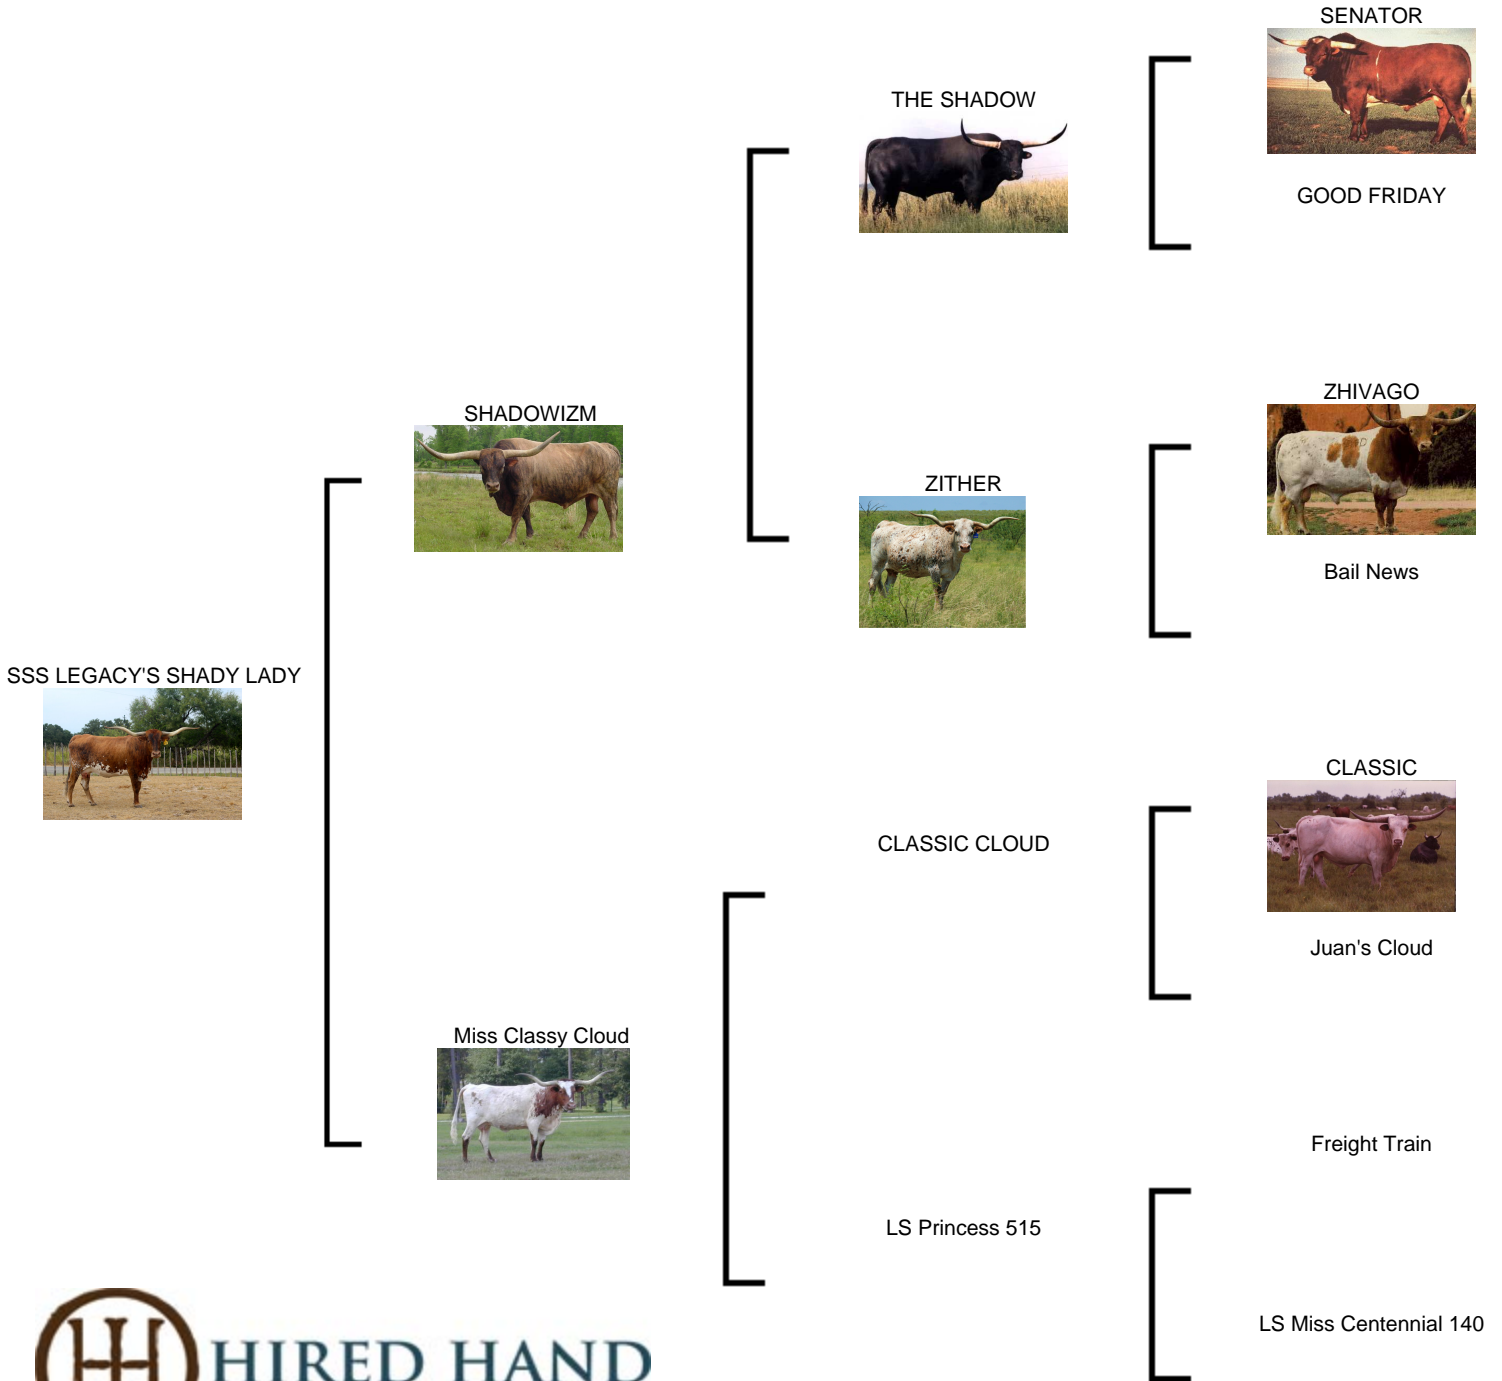 SENATOR
THE SHADOW
GOOD FRIDAY
ZHIVAGO
SHADOWIZM
ZITHER
Bail News
SSS LEGACY'S SHADY LADY
CLASSIC
CLASSIC CLOUD
Juan's Cloud
Miss Classy Cloud
Freight Train
LS Princess 515
LS Miss Centennial 140
HIRED HAND